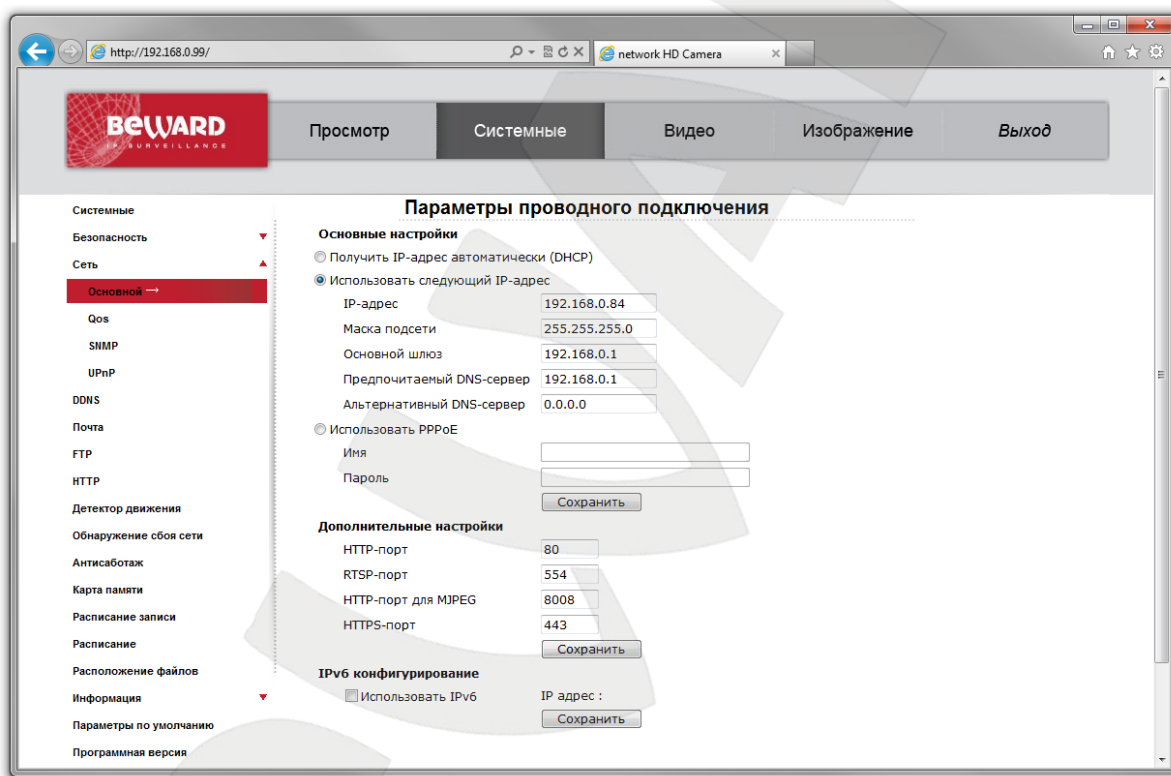 http://192.168.0.99/
network HD Camera
BEWARD
IP SURVEILLANCE
Просмотр
Системные
Видео
Изображение
Выход
Системные
Безопасность
Сеть
Основной →
Qos
SNMP
UPnP
DDNS
Почта
FTP
HTTP
Детектор движения
Обнаружение сбоя сети
Антисаботаж
Карта памяти
Расписание записи
Расписание
Расположение файлов
Информация
Параметры по умолчанию
Программная версия
Параметры проводного подключения
Основные настройки
Получить IP-адрес автоматически (DHCP)
Использовать следующий IP-адрес
IP-адрес 192.168.0.84
Маска подсети 255.255.255.0
Основной шлюз 192.168.0.1
Предпочитаемый DNS-сервер 192.168.0.1
Альтернативный DNS-сервер 0.0.0.0
Использовать PPPoE
Имя
Пароль
Сохранить
Дополнительные настройки
HTTP-порт 80
RTSP-порт 554
HTTP-порт для MJPEG 8008
HTTPS-порт 443
Сохранить
IPv6 конфигурирование
Использовать IPv6 IP адрес :
Сохранить